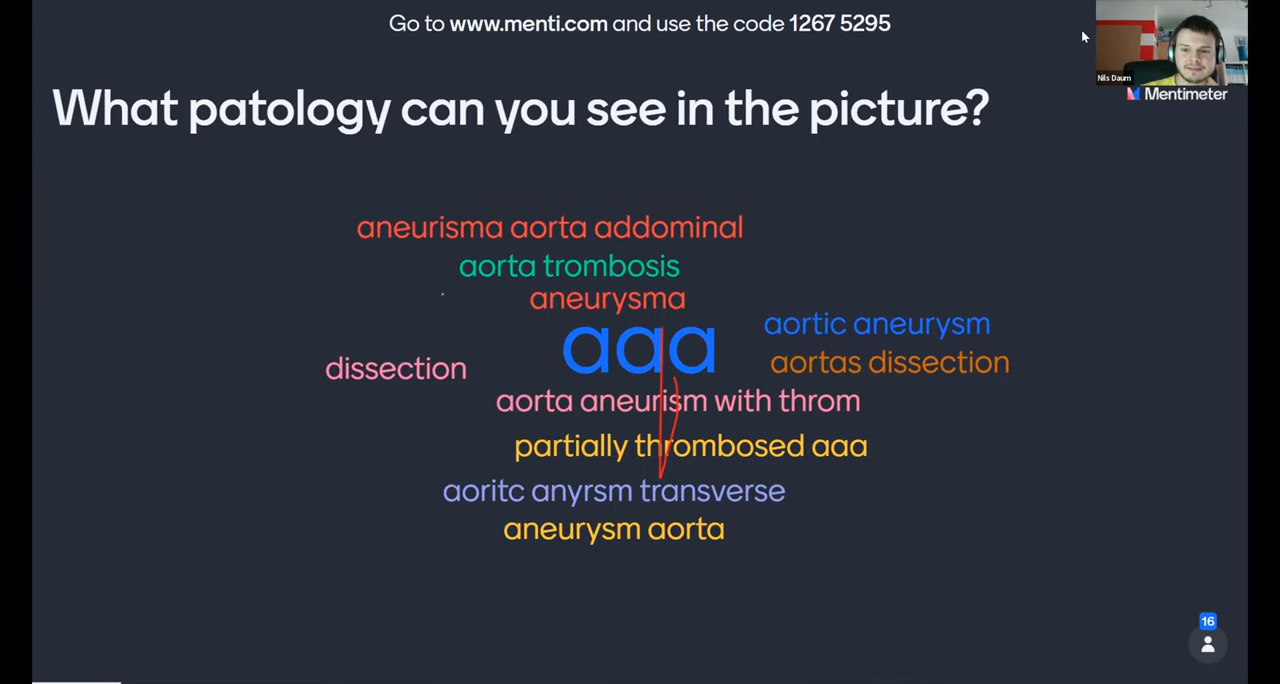 Go to www.menti.com and use the code 1267 5295
Nils Daum
Mentimeter
What patology can you see in the picture?
aneurisma aorta addominal
aorta trombosis
aneurysma
aaa
aortic aneurysm
dissection
aortas dissection
aorta aneurism with throm
partially thrombosed aaa
aoritc anyrsm transverse
aneurysm aorta
16